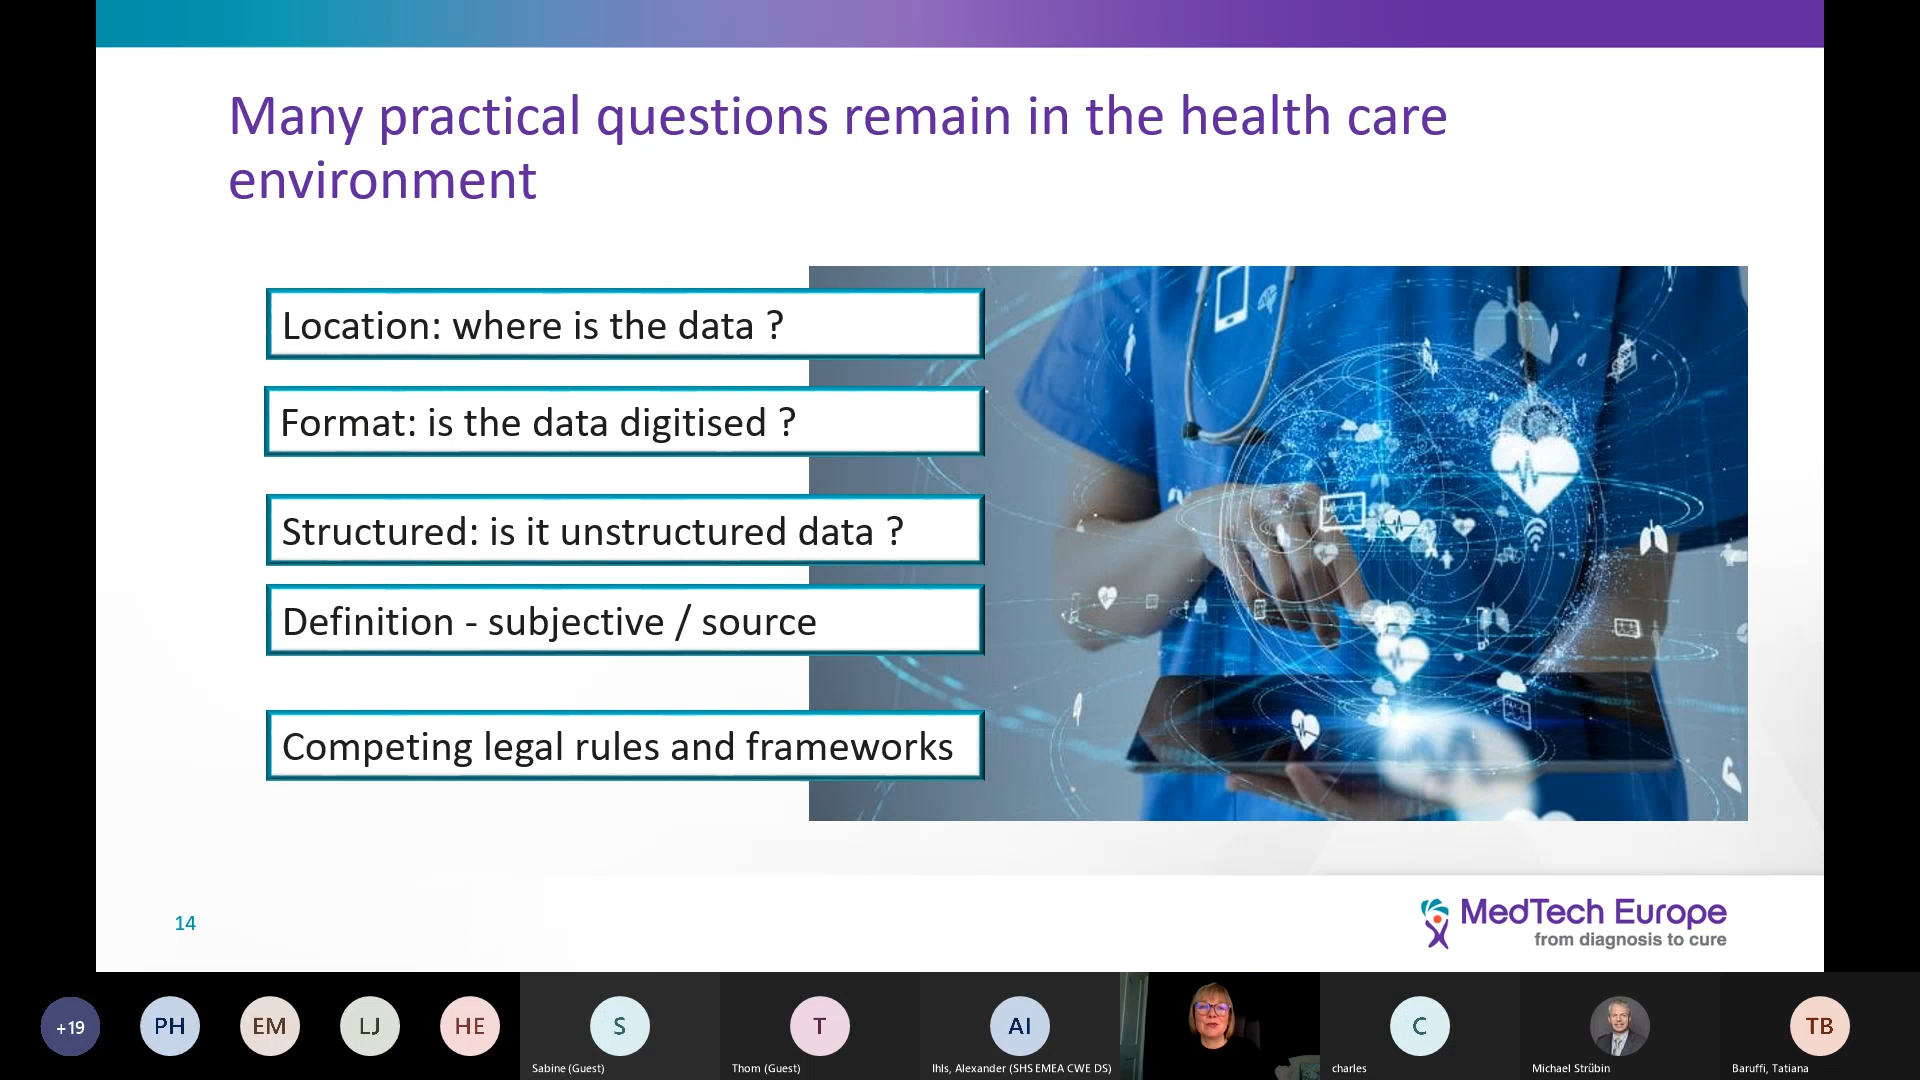 Many practical questions remain in the health care
environment
Location: where is the data ?
Format: is the data digitised ?
Structured: is it unstructured data ?
Definition - subjective / source
Competing legal rules and frameworks
14
MedTech Europe
from diagnosis to cure
+19
PH
EM
LJ
HE
S
T
AI
C
TB
Sabine (Guest)
Thom (Guest)
Ihls, Alexander (SHS EMEA CWE DS)
charles
Michael Strübin
Baruffi, Tatiana